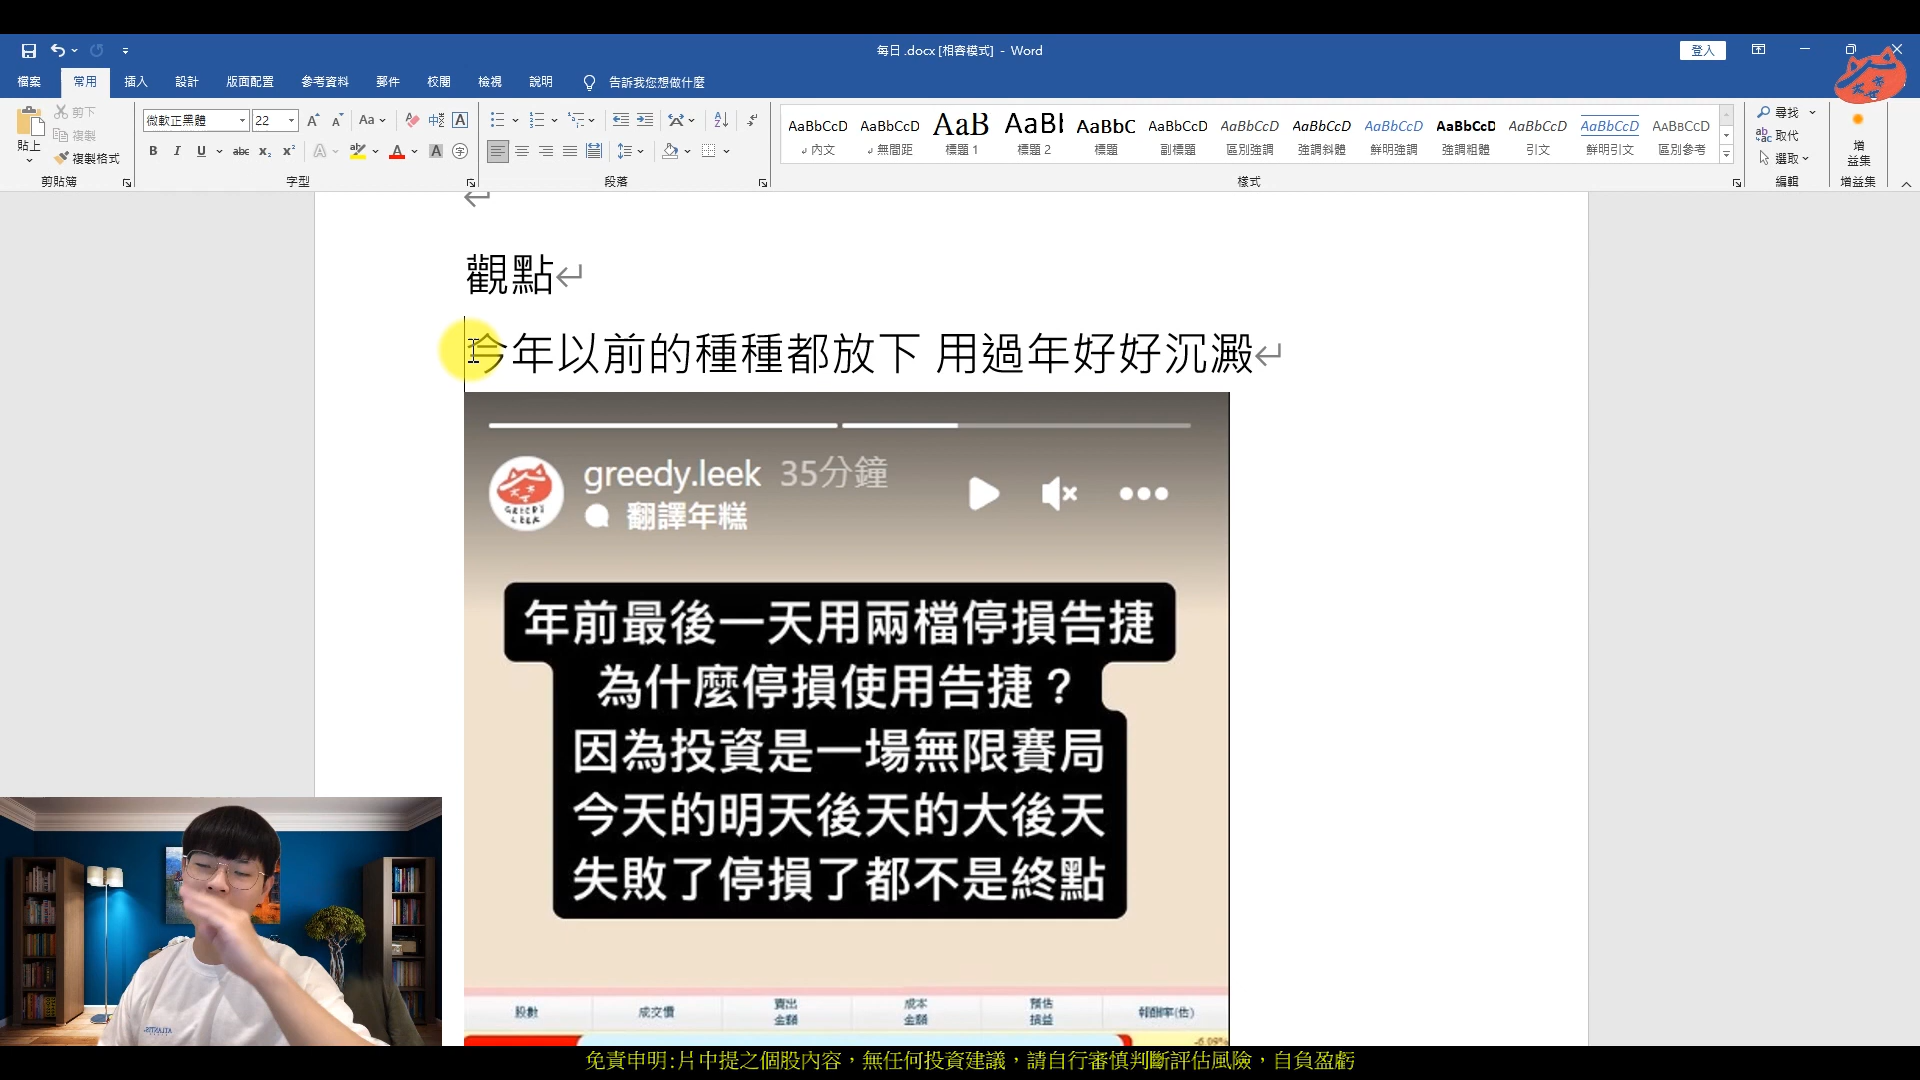 每日 .docx [相容模式] - Word
登入
檔案 常用 插入 設計 版面配置 參考資料 郵件 校閱 檢視 說明 告訴我您想做什麼
貼上
剪下
複製
複製格式
剪貼簿
微軟正黑體 22
字型
段落
AaBbCcD AaBbCcD AaB AaBl AaBbC AaBbCcD AaBbCcD AaBbCcD AaBbCcD AaBbCcD AaBbCcD AaBbCcD AABBCCD
內文 無間距 標題 1 標題 2 標題 副標題 區別強調 強調斜體 鮮明強調 強調粗體 引文 鮮明引文 區別參考
樣式
尋找
取代
選取
編輯
增
益集
增益集
觀點
今年以前的種種都放下 用過年好好沉澱
greedy.leek 35分鐘
翻譯年糕
GREEDY
LEEK
年前最後一天用兩檔停損告捷
為什麼停損使用告捷？
因為投資是一場無限賽局
今天的明天後天的大後天
失敗了停損了都不是終點
股數 成交價 賣出金額 成本金額 預估損益 報酬率(估)
-6.09%
免責申明:片中提之個股內容，無任何投資建議，請自行審慎判斷評估風險，自負盈虧